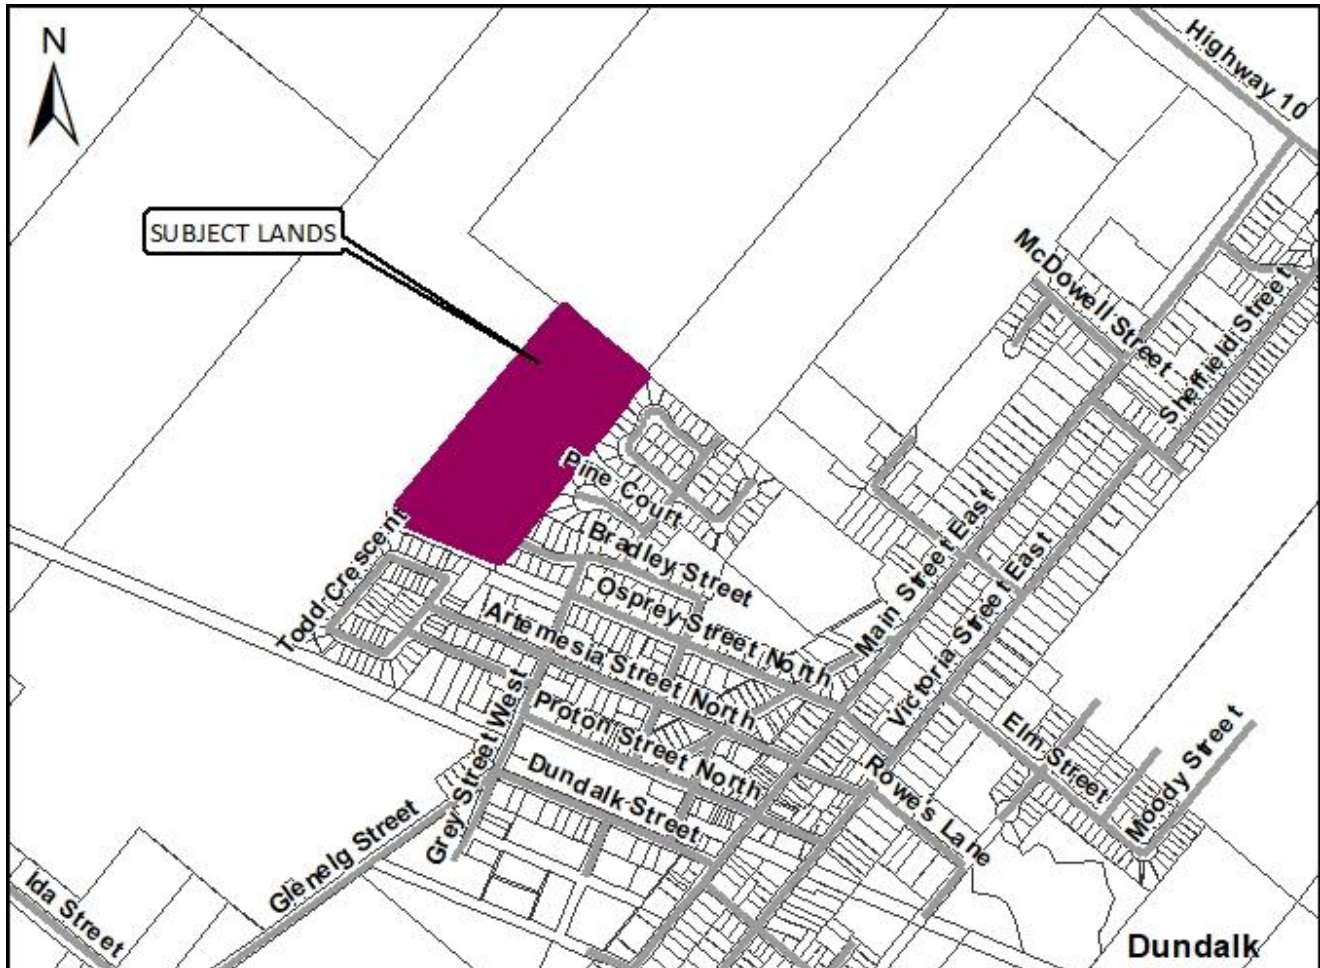 N
Highway 10
SUBJECT LANDS
McDowell Street
Sheffield Street
Pine Court
Bradley Street
Main Street East
Todd Crescent
Osprey Street North
Victoria Street East
Artemesia Street North
Grey Street West
Proton Street North
Elm Street
Moody Street
Dundalk Street
Rowe's Lane
Glenelg Street
Ida Street
Dundalk